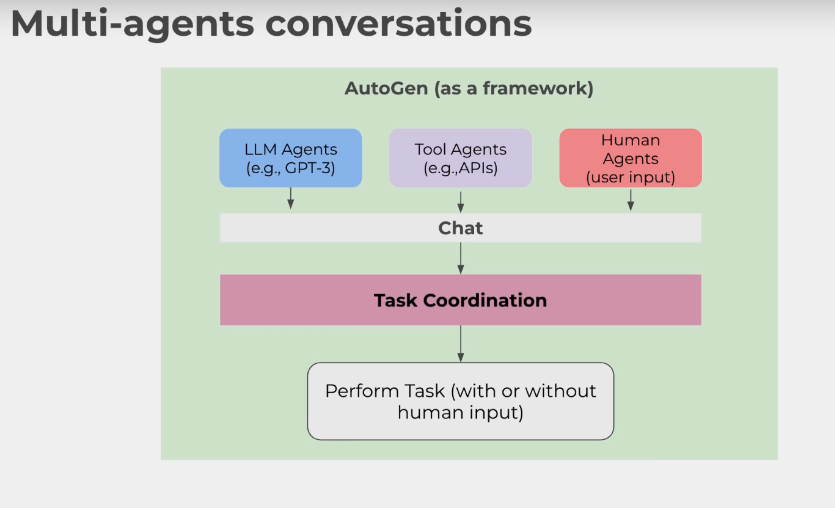 Multi-agents conversations
AutoGen (as a framework)
LLM Agents
(e.g., GPT-3)
Tool Agents
(e.g.,APIs)
Human
Agents
(user input)
Chat
Task Coordination
Perform Task (with or without
human input)